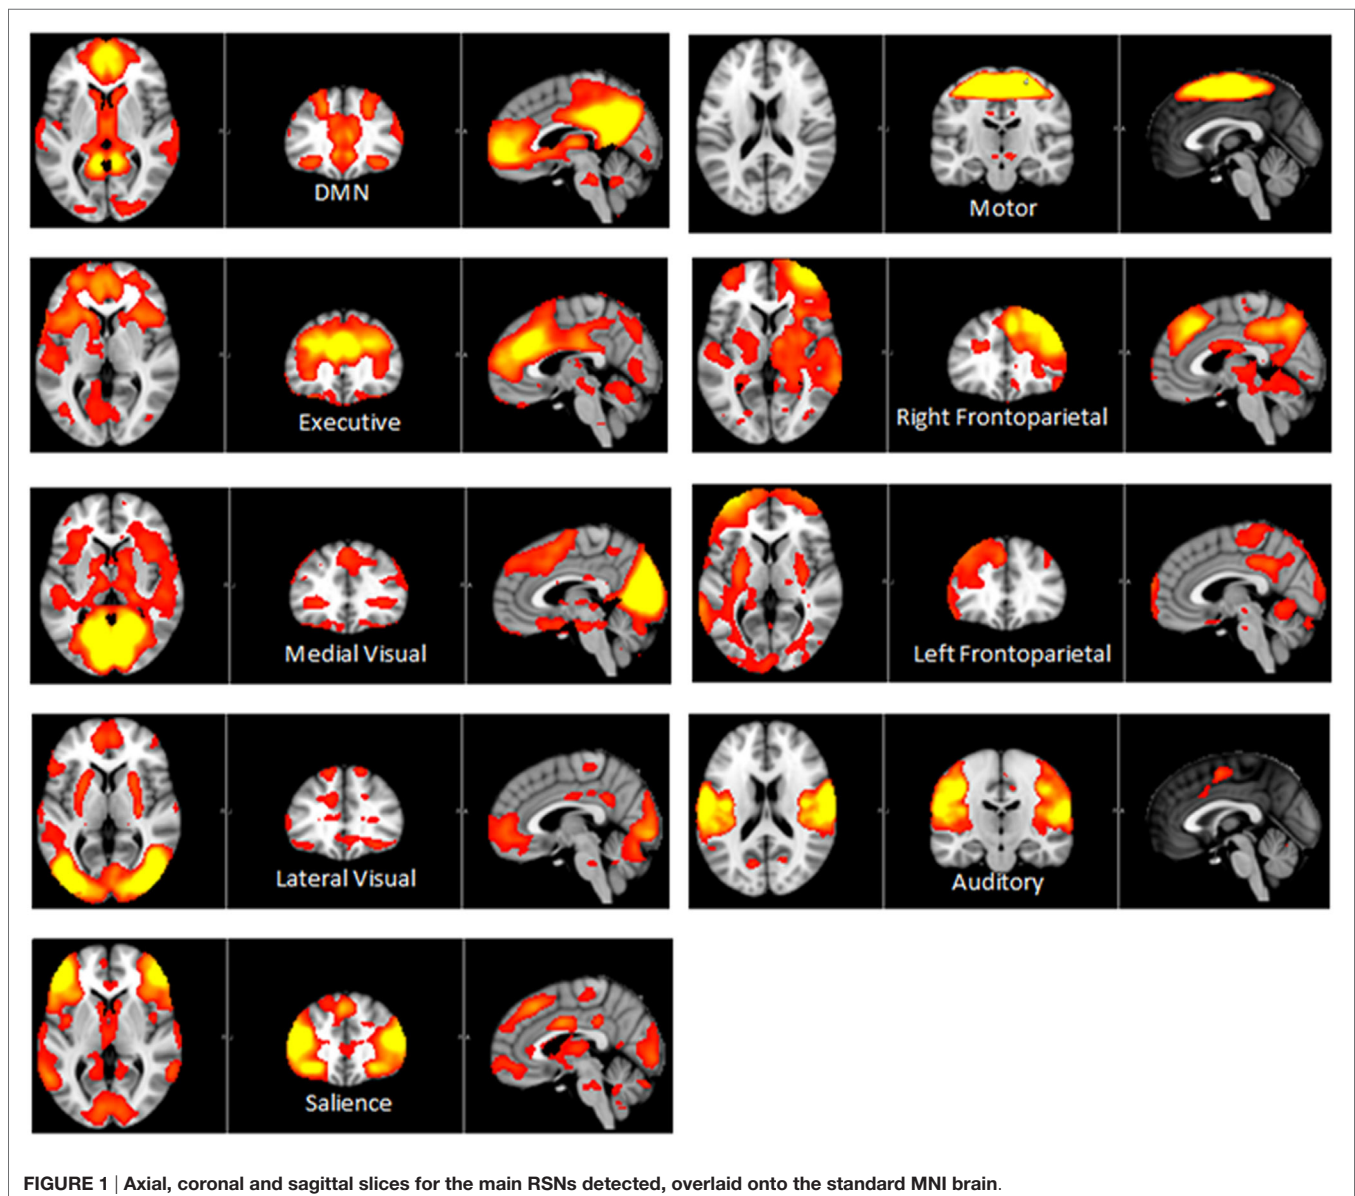 DMN
Motor
Executive
Right Frontoparietal
Medial Visual
Left Frontoparietal
Lateral Visual
Auditory
Salience
FIGURE 1 | Axial, coronal and sagittal slices for the main RSNs detected, overlaid onto the standard MNI brain.